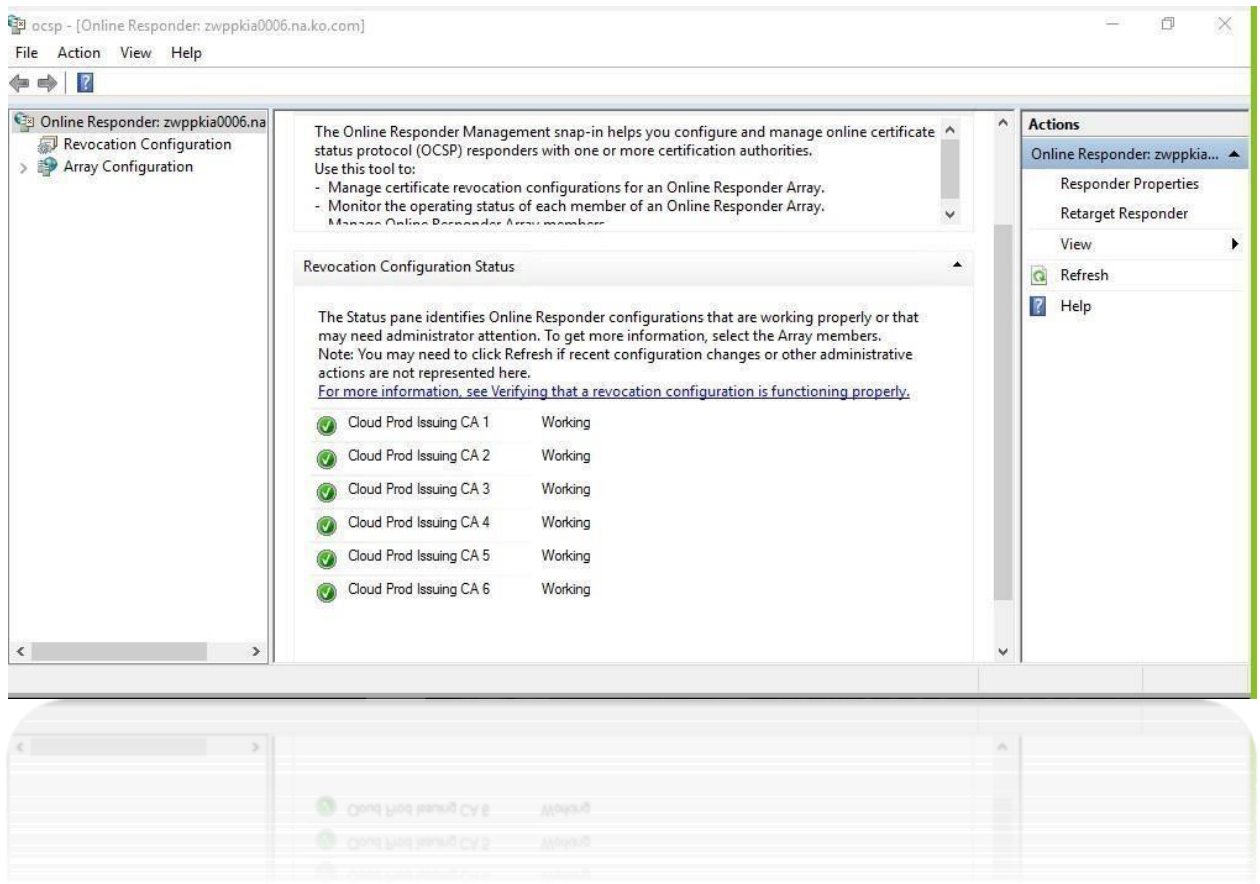 ocsp - [Online Responder: zwppkia0006.na.ko.com]
File Action View Help
Online Responder: zwppkia0006.na
Revocation Configuration
Array Configuration
The Online Responder Management snap-in helps you configure and manage online certificate
status protocol (OCSP) responders with one or more certification authorities.
Use this tool to:
- Manage certificate revocation configurations for an Online Responder Array.
- Monitor the operating status of each member of an Online Responder Array.
- Manage Online Responder Array members
Revocation Configuration Status
The Status pane identifies Online Responder configurations that are working properly or that
may need administrator attention. To get more information, select the Array members.
Note: You may need to click Refresh if recent configuration changes or other administrative
actions are not represented here.
For more information, see Verifying that a revocation configuration is functioning properly.
Cloud Prod Issuing CA 1 Working
Cloud Prod Issuing CA 2 Working
Cloud Prod Issuing CA 3 Working
Cloud Prod Issuing CA 4 Working
Cloud Prod Issuing CA 5 Working
Cloud Prod Issuing CA 6 Working
Actions
Online Responder: zwppkia...
Responder Properties
Retarget Responder
View
Refresh
Help